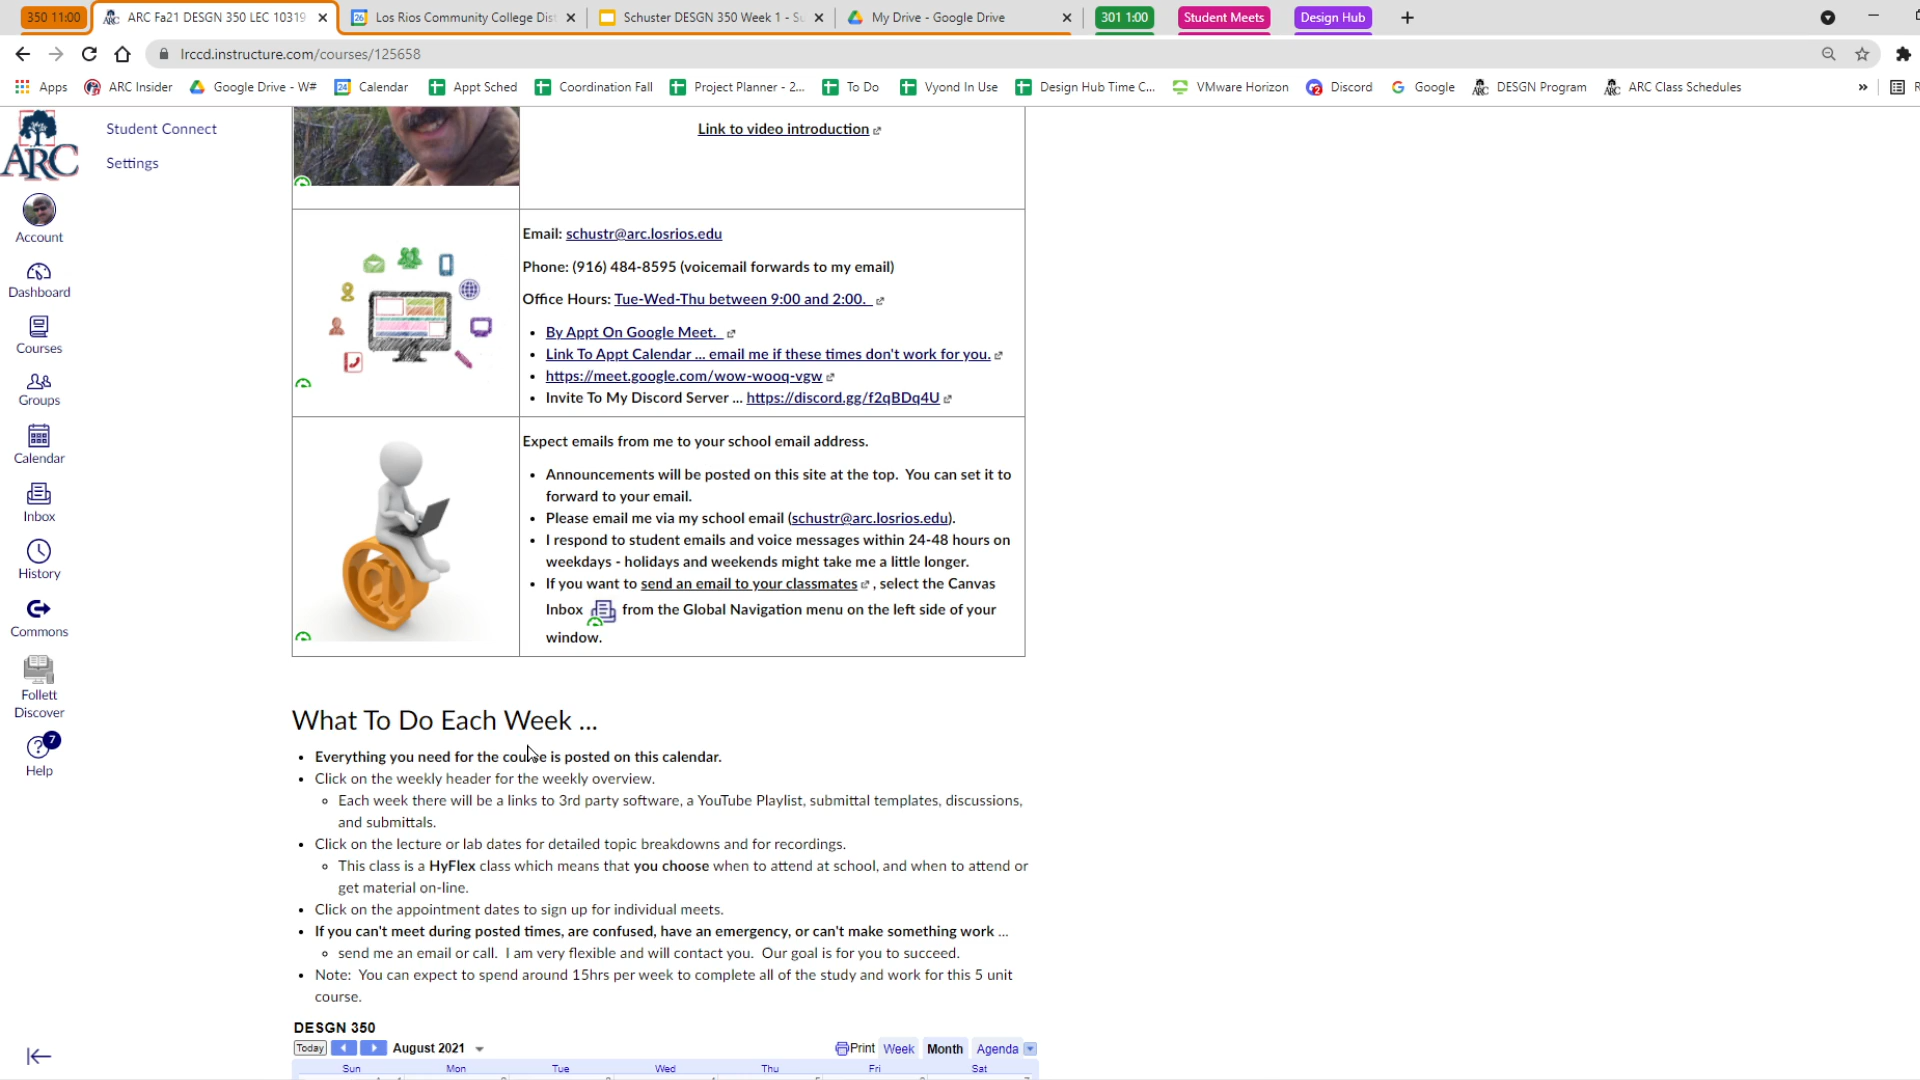 350 11:00
ARC Fa21 DESGN 350 LEC 10319
Los Rios Community College Dist
Schuster DESGN 350 Week 1 - Su
My Drive - Google Drive
301 1:00
Student Meets
Design Hub
lrccd.instructure.com/courses/125658
Apps
ARC Insider
Google Drive - W#
Calendar
Appt Sched
Coordination Fall
Project Planner - 2...
To Do
Vyond In Use
Design Hub Time C...
VMware Horizon
Discord
Google
DESGN Program
ARC Class Schedules
»
ARC
Student Connect
Settings
Account
Dashboard
Courses
Groups
Calendar
Inbox
History
Commons
Follett
Discover
7
Help
Link to video introduction
Email: schustr@arc.losrios.edu
Phone: (916) 484-8595 (voicemail forwards to my email)
Office Hours: Tue-Wed-Thu between 9:00 and 2:00.
• By Appt On Google Meet.
• Link To Appt Calendar ... email me if these times don't work for you.
• https://meet.google.com/wow-wooq-vgw
• Invite To My Discord Server ... https://discord.gg/f2qBDq4U
Expect emails from me to your school email address.
• Announcements will be posted on this site at the top. You can set it to
forward to your email.
• Please email me via my school email (schustr@arc.losrios.edu).
• I respond to student emails and voice messages within 24-48 hours on
weekdays - holidays and weekends might take me a little longer.
• If you want to send an email to your classmates , select the Canvas
Inbox from the Global Navigation menu on the left side of your
window.
What To Do Each Week ...
• Everything you need for the course is posted on this calendar.
• Click on the weekly header for the weekly overview.
Each week there will be a links to 3rd party software, a YouTube Playlist, submittal templates, discussions,
and submittals.
• Click on the lecture or lab dates for detailed topic breakdowns and for recordings.
This class is a HyFlex class which means that you choose when to attend at school, and when to attend or
get material on-line.
• Click on the appointment dates to sign up for individual meets.
• If you can't meet during posted times, are confused, have an emergency, or can't make something work ...
send me an email or call. I am very flexible and will contact you. Our goal is for you to succeed.
• Note: You can expect to spend around 15hrs per week to complete all of the study and work for this 5 unit
course.
DESGN 350
Today
August 2021
Print
Week
Month
Agenda
Sun Mon Tue Wed Thu Fri Sat